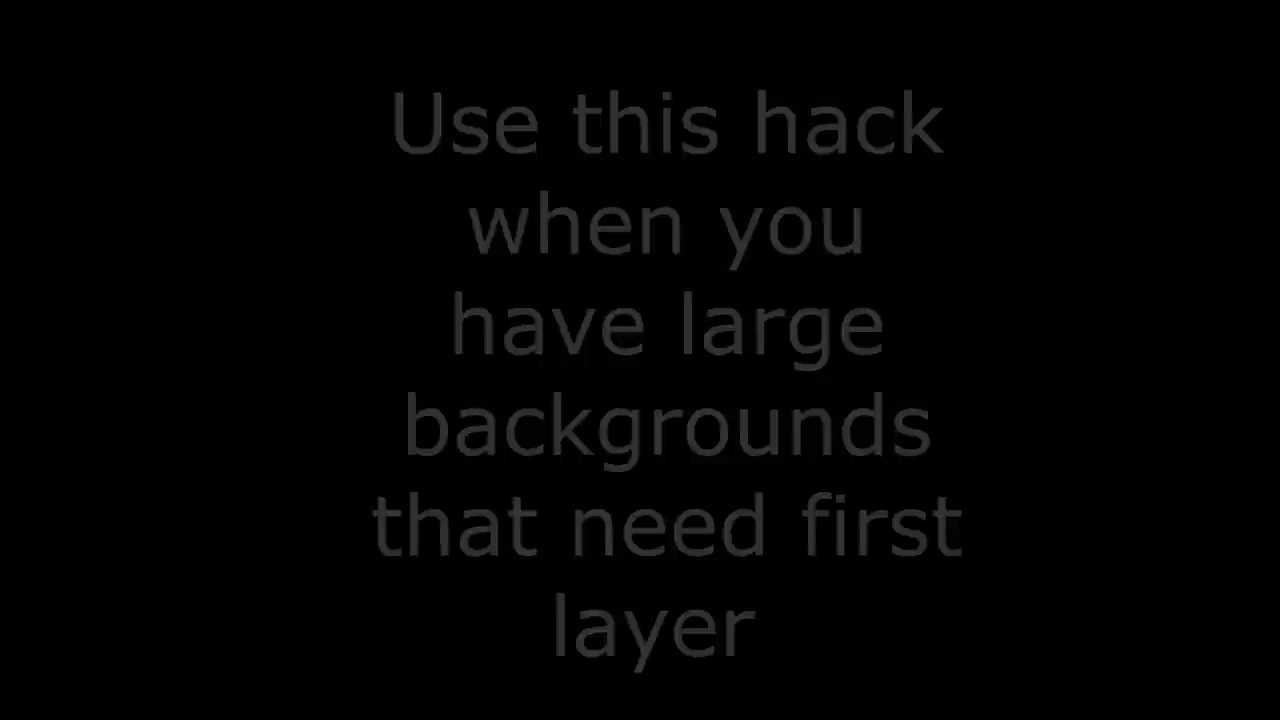 Use this hack
when you
have large
backgrounds
that need first
layer